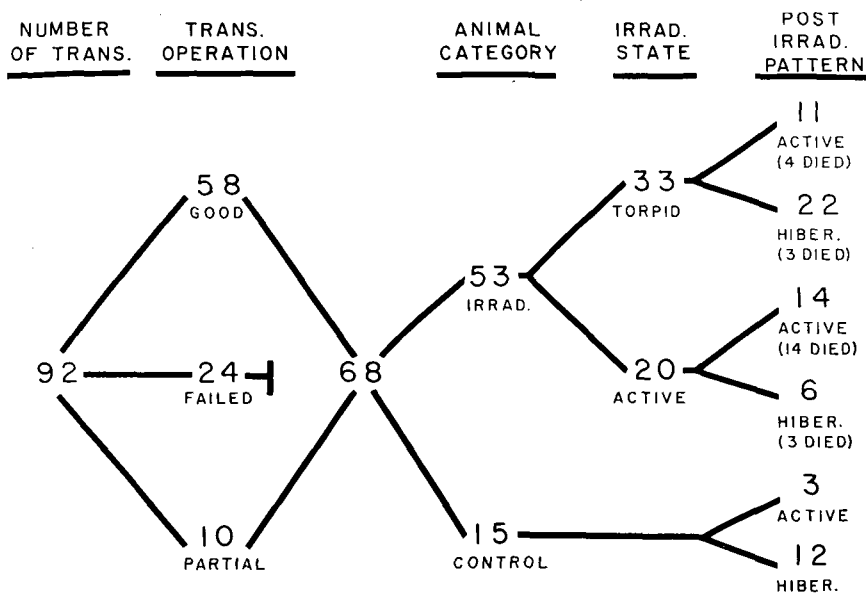 NUMBER
OF TRANS.
TRANS.
OPERATION
ANIMAL
CATEGORY
IRRAD.
STATE
POST
IRRAD.
PATTERN
92
58
GOOD
24
FAILED
10
PARTIAL
68
53
IRRAD.
15
CONTROL
33
TORPID
20
ACTIVE
11
ACTIVE
(4 DIED)
22
HIBER.
(3 DIED)
14
ACTIVE
(14 DIED)
6
HIBER.
(3 DIED)
3
ACTIVE
12
HIBER.